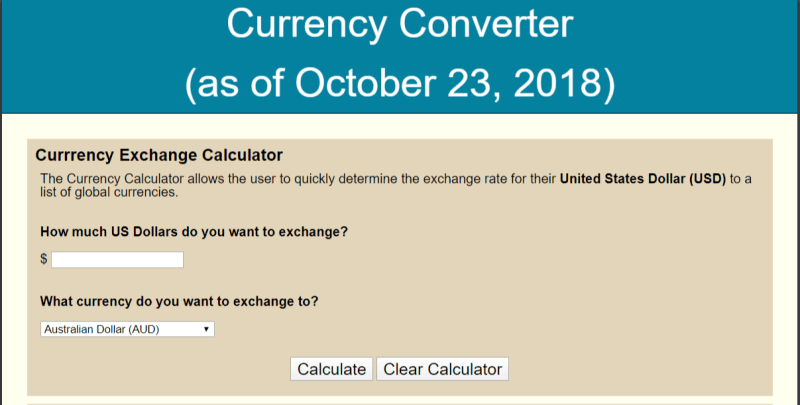 Currency Converter
(as of October 23, 2018)
Currrency Exchange Calculator
The Currency Calculator allows the user to quickly determine the exchange rate for their United States Dollar (USD) to a
list of global currencies.
How much US Dollars do you want to exchange?
$
What currency do you want to exchange to?
Australian Dollar (AUD)
Calculate Clear Calculator